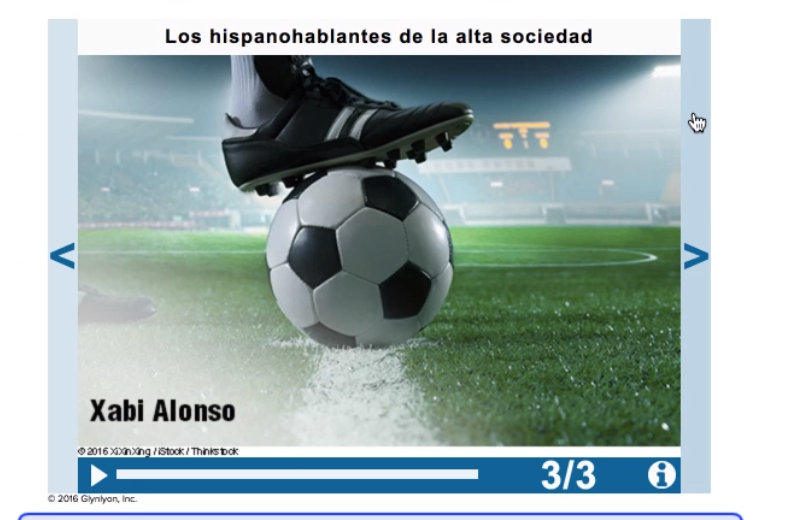 Los hispanohablantes de la alta sociedad
<
>
Xabi Alonso
© 2016 XiXinXing / iStock / Thinkstock
3/3
i
© 2016 Glynlyon, Inc.